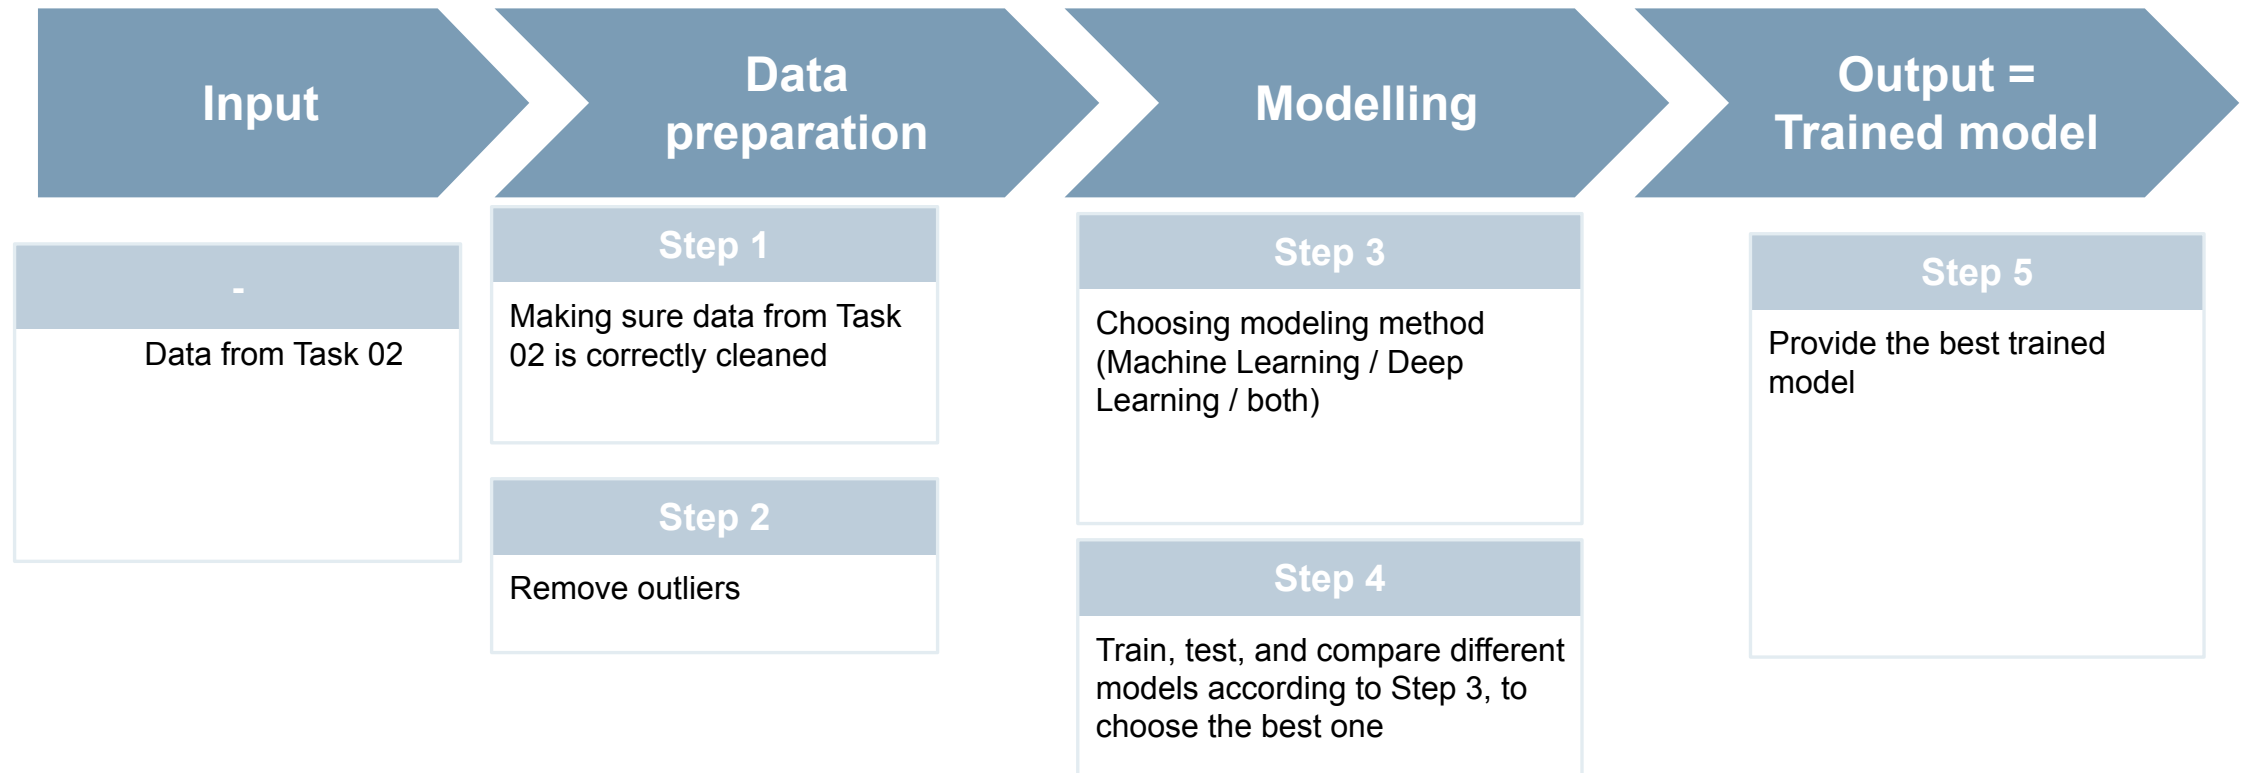 Input
Data
preparation
Modelling
Output =
Trained model
-
Data from Task 02
Step 1
Making sure data from Task
02 is correctly cleaned
Step 2
Remove outliers
Step 3
Choosing modeling method
(Machine Learning / Deep
Learning / both)
Step 4
Train, test, and compare different
models according to Step 3, to
choose the best one
Step 5
Provide the best trained
model